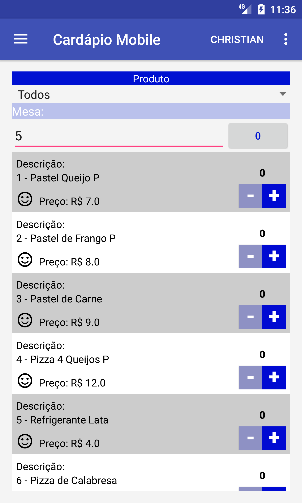 11:36
Cardápio Mobile
CHRISTIAN
Produto
Todos
Mesa:
5
0
Descrição:
1 - Pastel Queijo P
0
Preço: R$ 7.0
- +
Descrição:
2 - Pastel de Frango P
0
Preço: R$ 8.0
- +
Descrição:
3 - Pastel de Carne
0
Preço: R$ 9.0
- +
Descrição:
4 - Pizza 4 Queijos P
0
Preço: R$ 12.0
- +
Descrição:
5 - Refrigerante Lata
0
Preço: R$ 4.0
- +
Descrição:
6 - Pizza de Calabresa
0